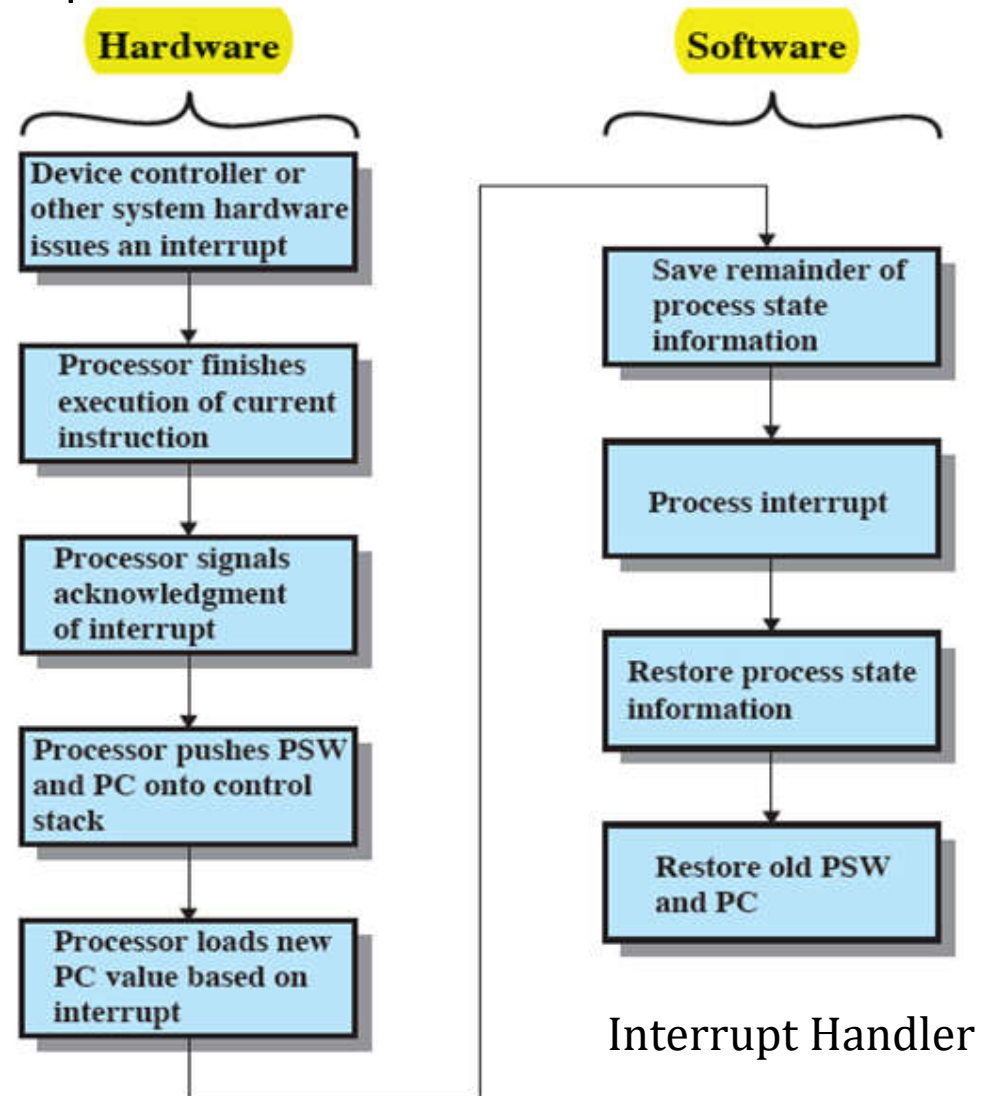 Hardware
Device controller or
other system hardware
issues an interrupt
Processor finishes
execution of current
instruction
Processor signals
acknowledgment
of interrupt
Processor pushes PSW
and PC onto control
stack
Processor loads new
PC value based on
interrupt
Software
Save remainder of
process state
information
Process interrupt
Restore process state
information
Restore old PSW
and PC
Interrupt Handler